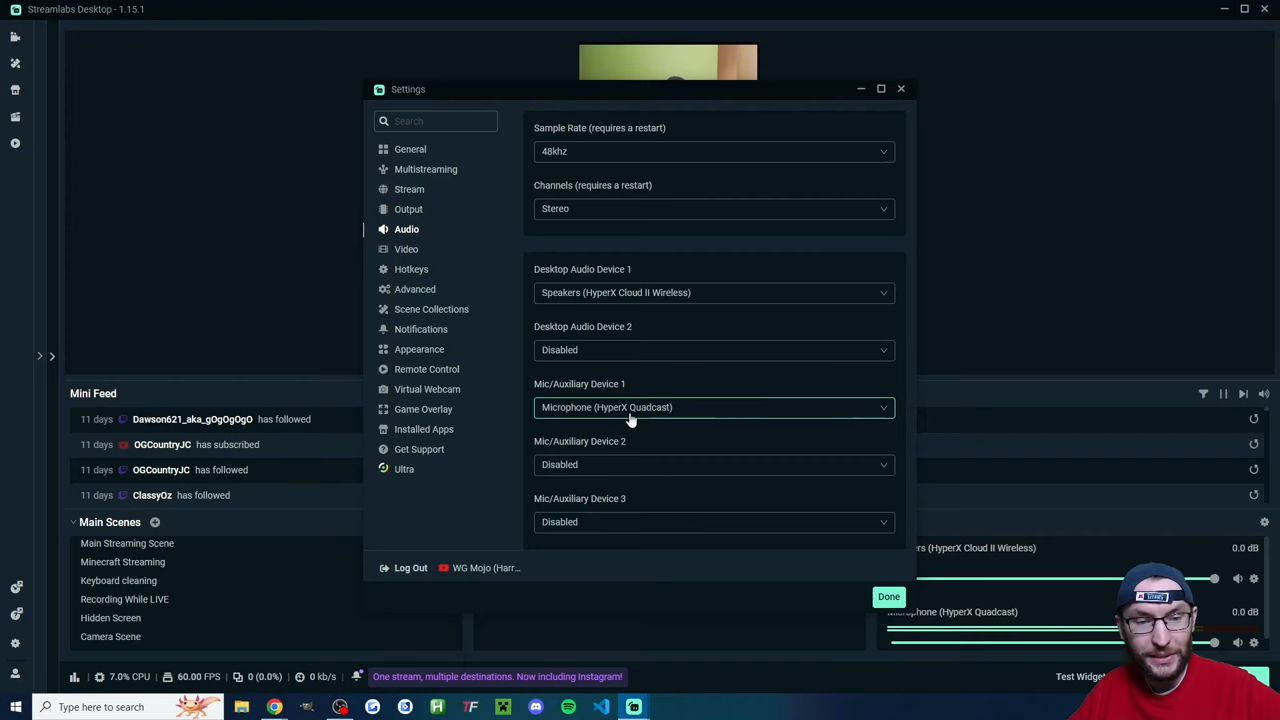 Streamlabs Desktop - 1.15.1
Settings
Search
General
Multistreaming
Stream
Output
Audio
Video
Hotkeys
Advanced
Scene Collections
Notifications
Appearance
Remote Control
Virtual Webcam
Game Overlay
Installed Apps
Get Support
Ultra
Log Out
WG Mojo (Harr...
Sample Rate (requires a restart)
48khz
Channels (requires a restart)
Stereo
Desktop Audio Device 1
Speakers (HyperX Cloud II Wireless)
Desktop Audio Device 2
Disabled
Mic/Auxiliary Device 1
Microphone (HyperX Quadcast)
Mic/Auxiliary Device 2
Disabled
Mic/Auxiliary Device 3
Disabled
Done
Mini Feed
11 days Dawson621_aka_gOgOgOgO has followed
11 days OGCountryJC has subscribed
11 days OGCountryJC has followed
11 days ClassyOz has followed
Main Scenes
Main Streaming Scene
Minecraft Streaming
Keyboard cleaning
Recording While LIVE
Hidden Screen
Camera Scene
(HyperX Cloud II Wireless) 0.0 dB
(HyperX Quadcast) 0.0 dB
7.0% CPU 60.00 FPS 0 (0.0%) 0 kb/s One stream, multiple destinations. Now including Instagram! Test Widg
Type here to search